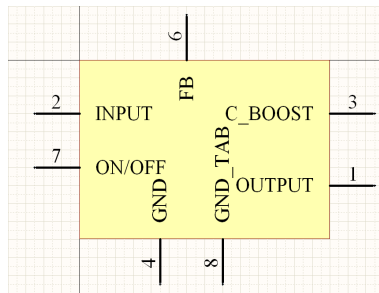 6
FB
2 INPUT C_BOOST 3
7 ON/OFF OUTPUT 1
GND GND_TAB
4 8